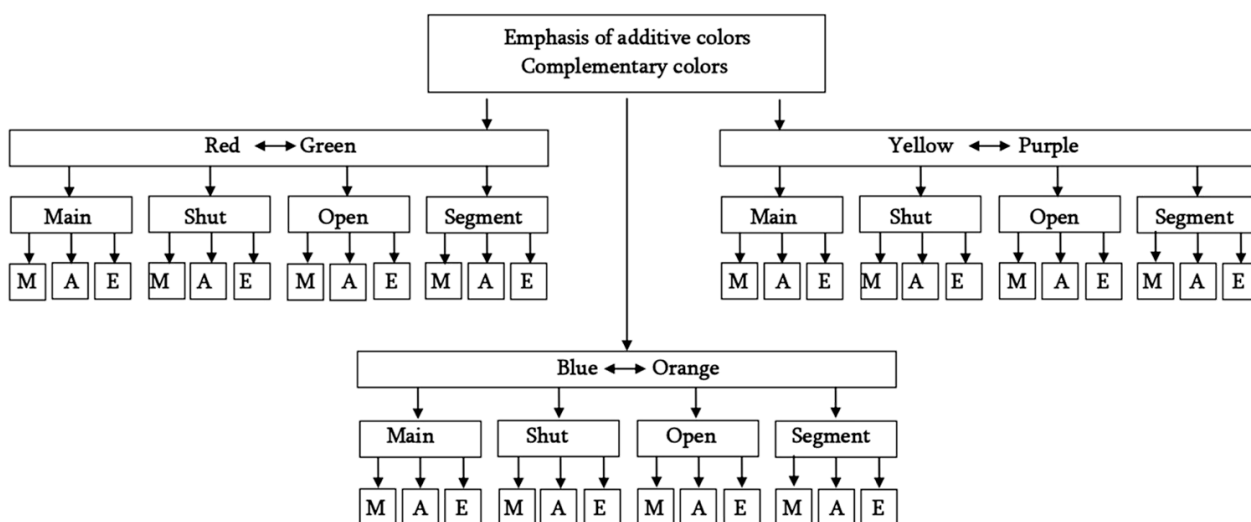 Emphasis of additive colors
Complementary colors
Red ↔ Green
Yellow ↔ Purple
Main Shut Open Segment
Main Shut Open Segment
M A E M A E M A E M A E
M A E M A E M A E M A E
Blue ↔ Orange
Main Shut Open Segment
M A E M A E M A E M A E